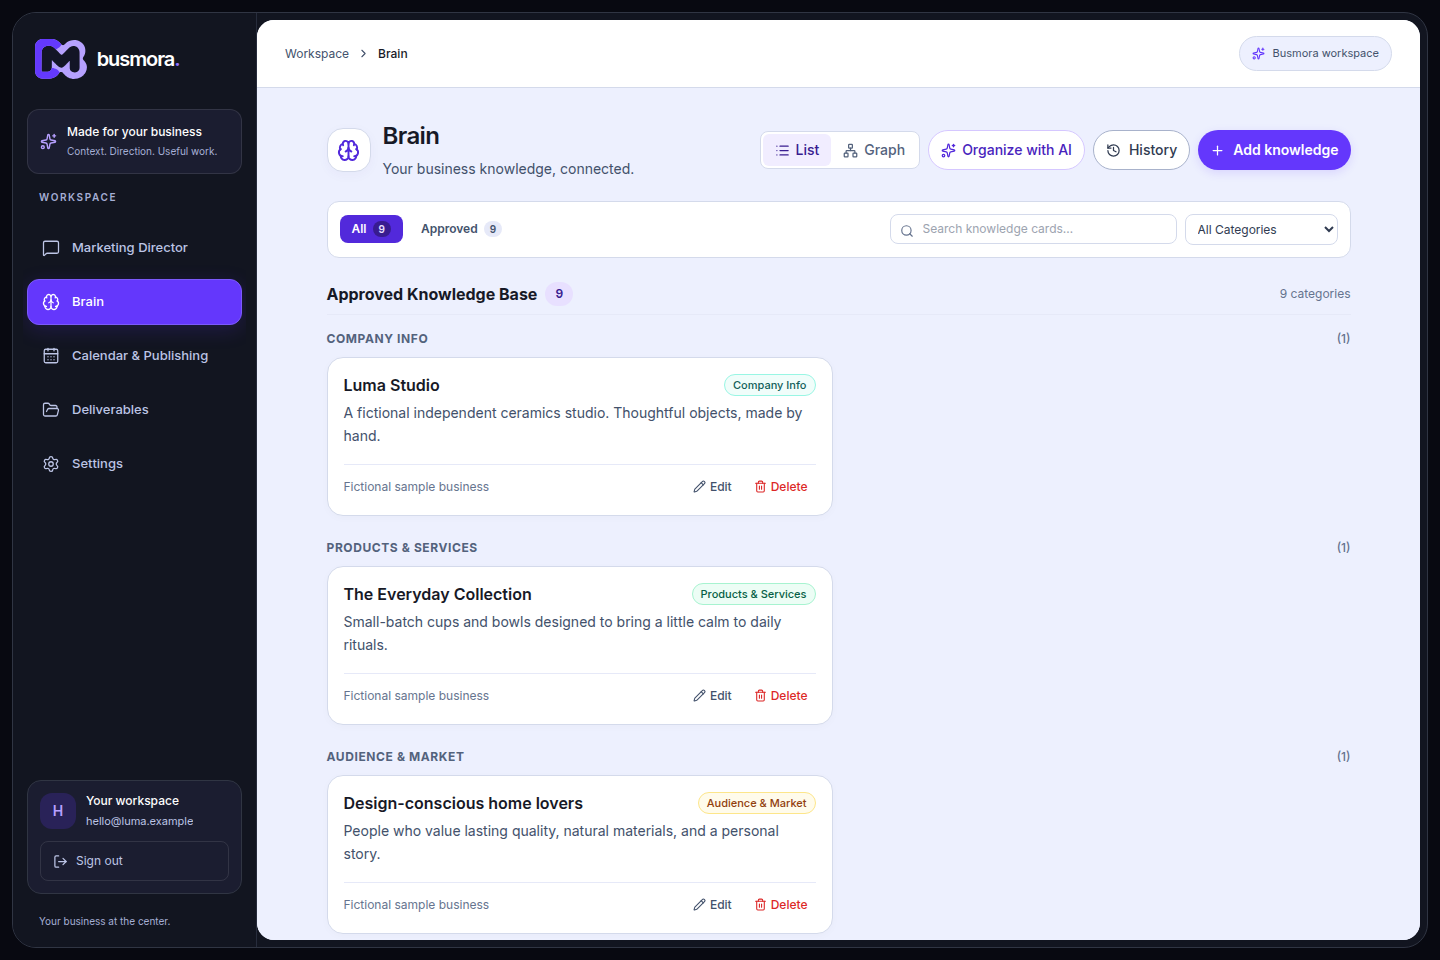 busmora.
Made for your business
Context. Direction. Useful work.
WORKSPACE
Marketing Director
Brain
Calendar & Publishing
Deliverables
Settings
H
Your workspace
hello@luma.example
Sign out
Your business at the center.
Workspace > Brain
Busmora workspace
Brain
Your business knowledge, connected.
List
Graph
Organize with AI
History
+ Add knowledge
All 9
Approved 9
Search knowledge cards...
All Categories
Approved Knowledge Base 9
9 categories
COMPANY INFO
(1)
Luma Studio
Company Info
A fictional independent ceramics studio. Thoughtful objects, made by
hand.
Fictional sample business
Edit
Delete
PRODUCTS & SERVICES
(1)
The Everyday Collection
Products & Services
Small-batch cups and bowls designed to bring a little calm to daily
rituals.
Fictional sample business
Edit
Delete
AUDIENCE & MARKET
(1)
Design-conscious home lovers
Audience & Market
People who value lasting quality, natural materials, and a personal
story.
Fictional sample business
Edit
Delete